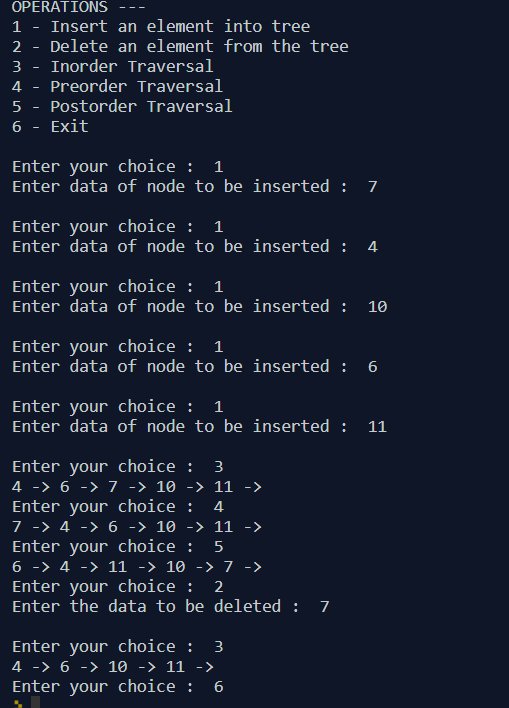 OPERATIONS ---
1 - Insert an element into tree
2 - Delete an element from the tree
3 - Inorder Traversal
4 - Preorder Traversal
5 - Postorder Traversal
6 - Exit
Enter your choice :  1
Enter data of node to be inserted :  7
Enter your choice :  1
Enter data of node to be inserted :  4
Enter your choice :  1
Enter data of node to be inserted :  10
Enter your choice :  1
Enter data of node to be inserted :  6
Enter your choice :  1
Enter data of node to be inserted :  11
Enter your choice :  3
4 -> 6 -> 7 -> 10 -> 11 ->
Enter your choice :  4
7 -> 4 -> 6 -> 10 -> 11 ->
Enter your choice :  5
6 -> 4 -> 11 -> 10 -> 7 ->
Enter your choice :  2
Enter the data to be deleted :  7
Enter your choice :  3
4 -> 6 -> 10 -> 11 ->
Enter your choice :  6